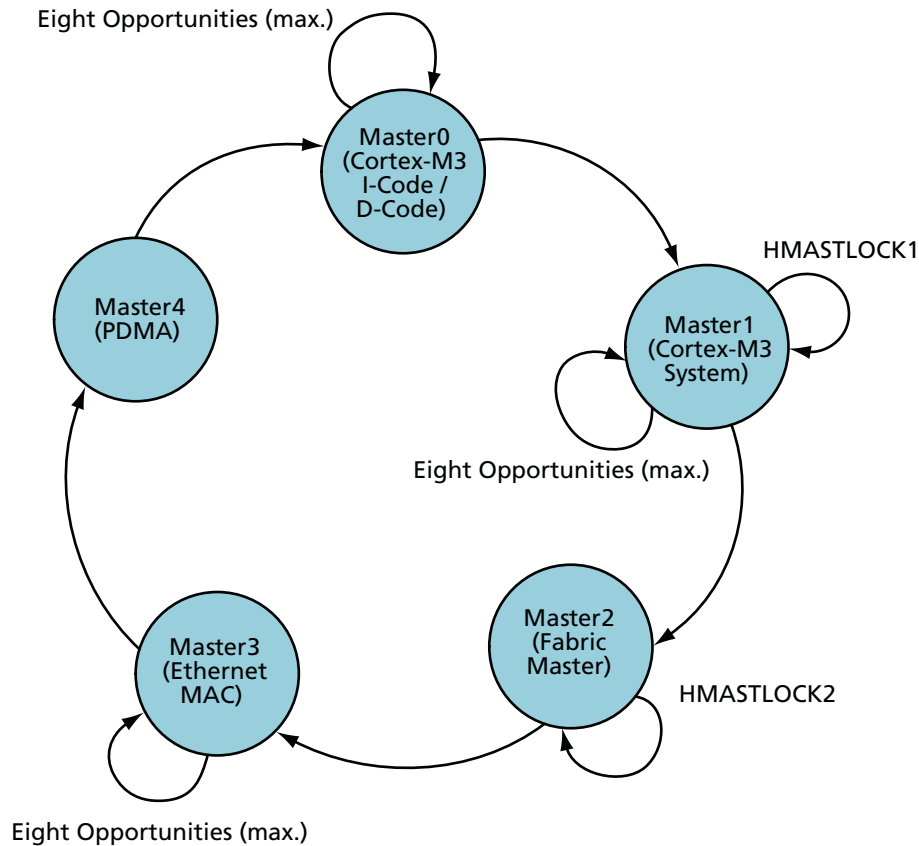 Eight Opportunities (max.)
Master0
(Cortex-M3
I-Code /
D-Code)
HMASTLOCK1
Master4
(PDMA)
Master1
(Cortex-M3
System)
Eight Opportunities (max.)
Master2
(Fabric
Master)
Master3
(Ethernet
MAC)
HMASTLOCK2
Eight Opportunities (max.)